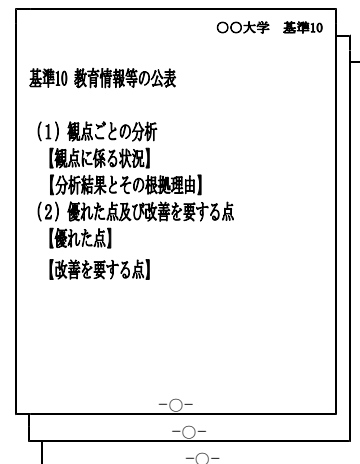 〇〇大学 基準10
基準10 教育情報等の公表
（１）観点ごとの分析
【観点に係る状況】
【分析結果とその根拠理由】
（２）優れた点及び改善を要する点
【優れた点】
【改善を要する点】
-〇-
-〇-
-〇-